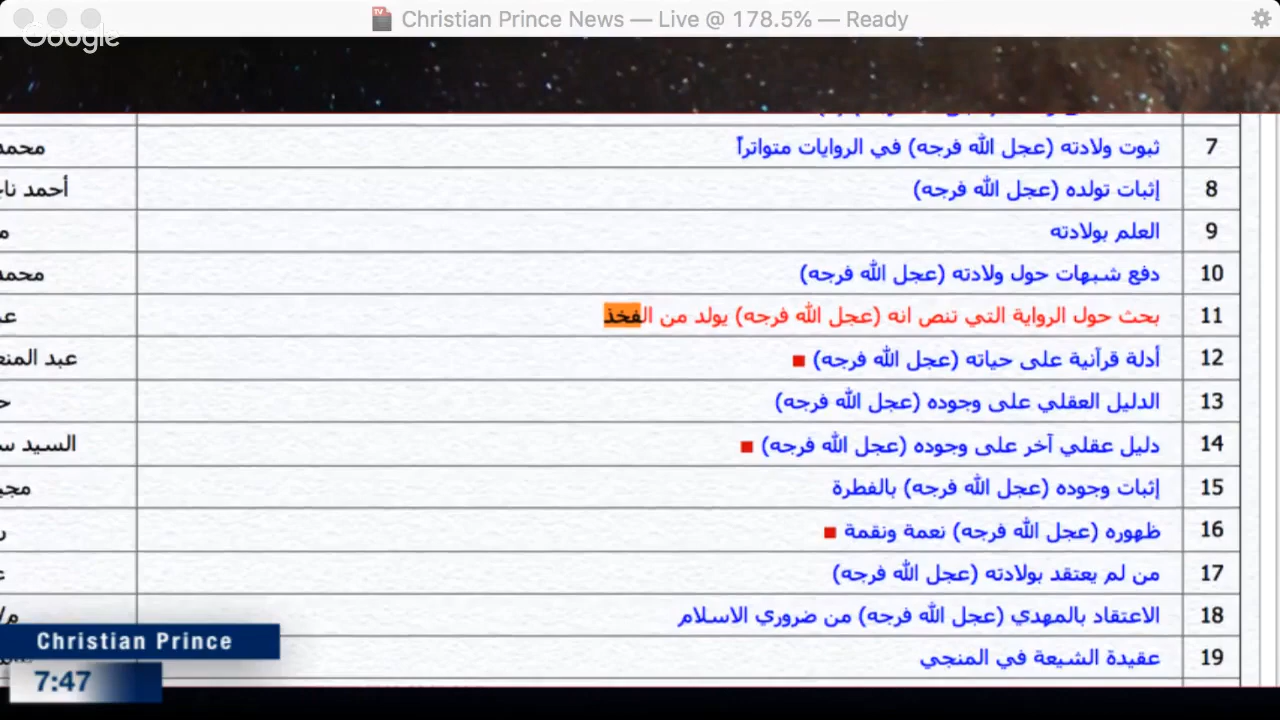 Christian Prince News — Live @ 178.5% — Ready
Google
7 ثبوت ولادته (عجل الله فرجه) في الروايات متواتراً محمد
8 إثبات تولده (عجل الله فرجه) أحمد نا
9 العلم بولادته
10 دفع شبهات حول ولادته (عجل الله فرجه) محمد
11 بحث حول الرواية التي تنص انه (عجل الله فرجه) يولد من الفخذ
12 أدلة قرآنية على حياته (عجل الله فرجه) عبد المنع
13 الدليل العقلي على وجوده (عجل الله فرجه)
14 دليل عقلي آخر على وجوده (عجل الله فرجه) السيد س
15 إثبات وجوده (عجل الله فرجه) بالفطرة
16 ظهوره (عجل الله فرجه) نعمة ونقمة
17 من لم يعتقد بولادته (عجل الله فرجه)
18 الاعتقاد بالمهدي (عجل الله فرجه) من ضروري الاسلام م/
19 عقيدة الشيعة في المنجي
Christian Prince
7:47